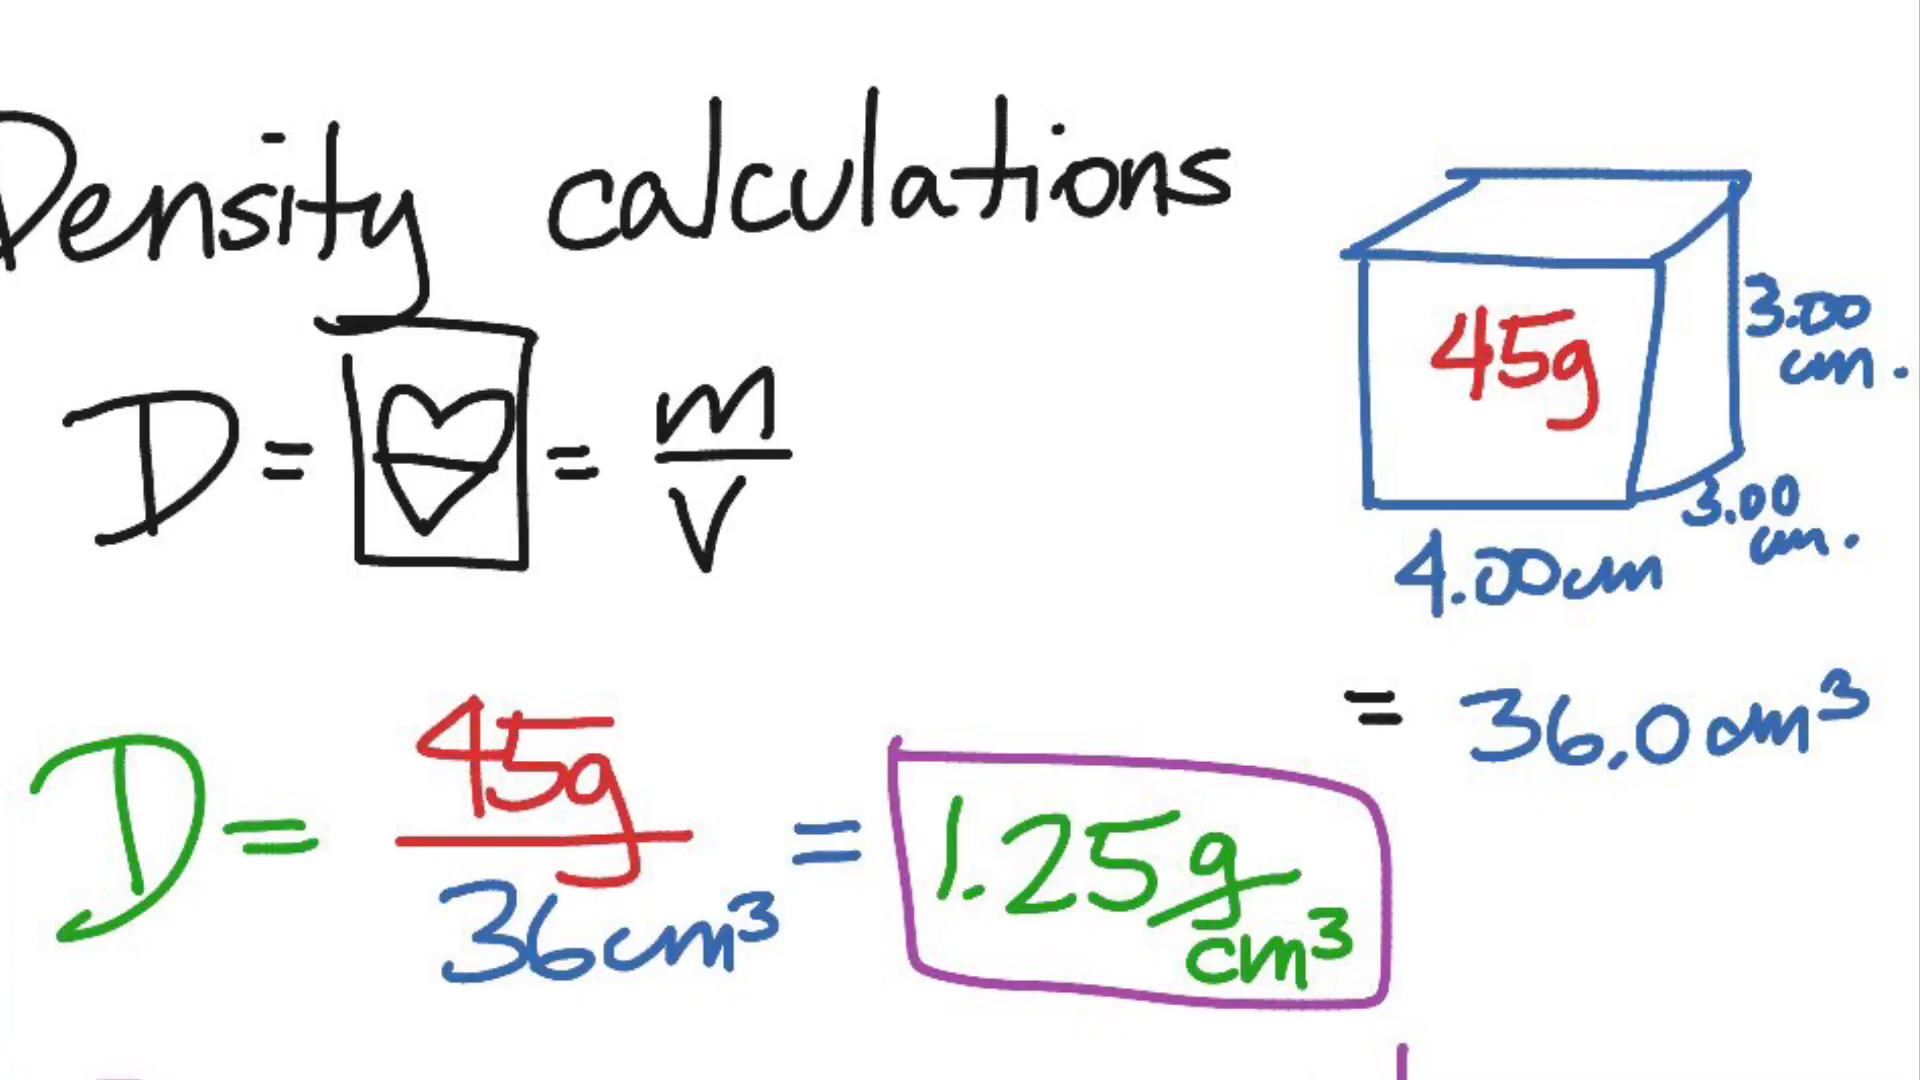 Density calculations
D = = m/V
45g
3.00 cm.
3.00 cm.
4.00cm
= 36.0 cm³
D = 45g/36cm³ = 1.25 g/cm³